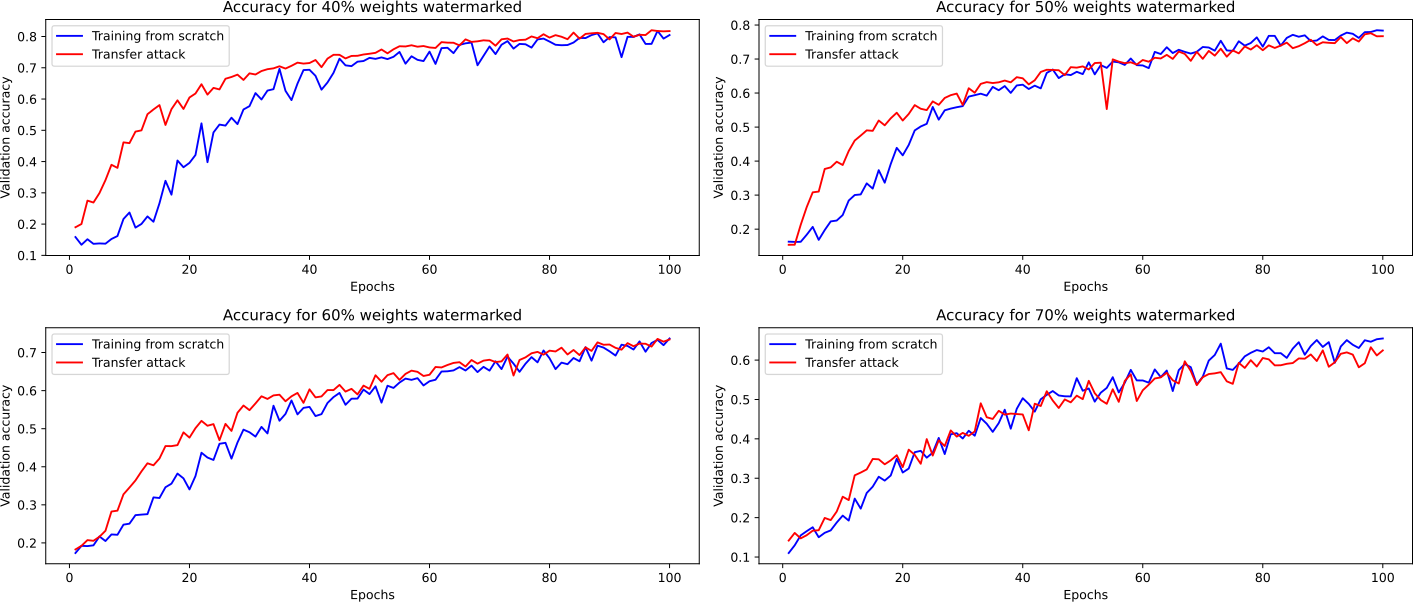 Accuracy for 40% weights watermarked
Training from scratch
Transfer attack
Validation accuracy
0.8
0.7
0.6
0.5
0.4
0.3
0.2
0.1
0 20 40 60 80 100
Epochs
Accuracy for 50% weights watermarked
Training from scratch
Transfer attack
Validation accuracy
0.8
0.7
0.6
0.5
0.4
0.3
0.2
0 20 40 60 80 100
Epochs
Accuracy for 60% weights watermarked
Training from scratch
Transfer attack
Validation accuracy
0.7
0.6
0.5
0.4
0.3
0.2
0 20 40 60 80 100
Epochs
Accuracy for 70% weights watermarked
Training from scratch
Transfer attack
Validation accuracy
0.6
0.5
0.4
0.3
0.2
0.1
0 20 40 60 80 100
Epochs